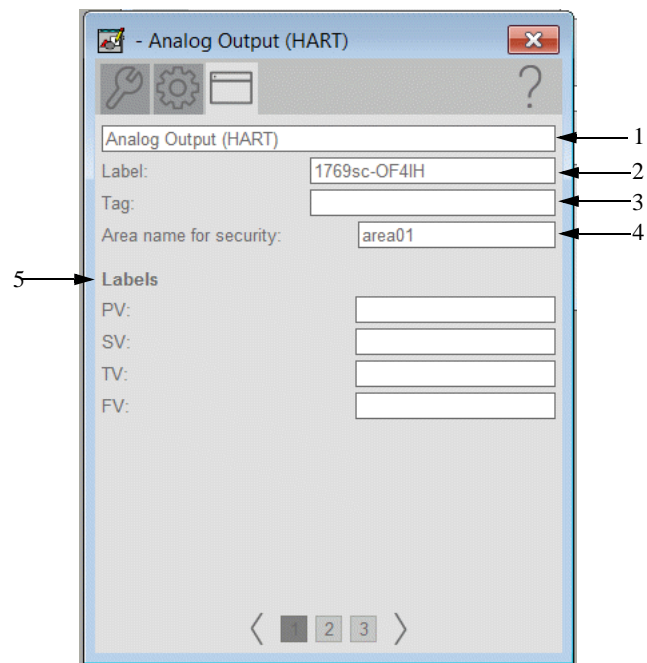 - Analog Output (HART)
Analog Output (HART) 1
Label: 1769sc-OF4IH 2
Tag: 3
Area name for security: area01 4
5 Labels
PV:
SV:
TV:
FV:
1 2 3